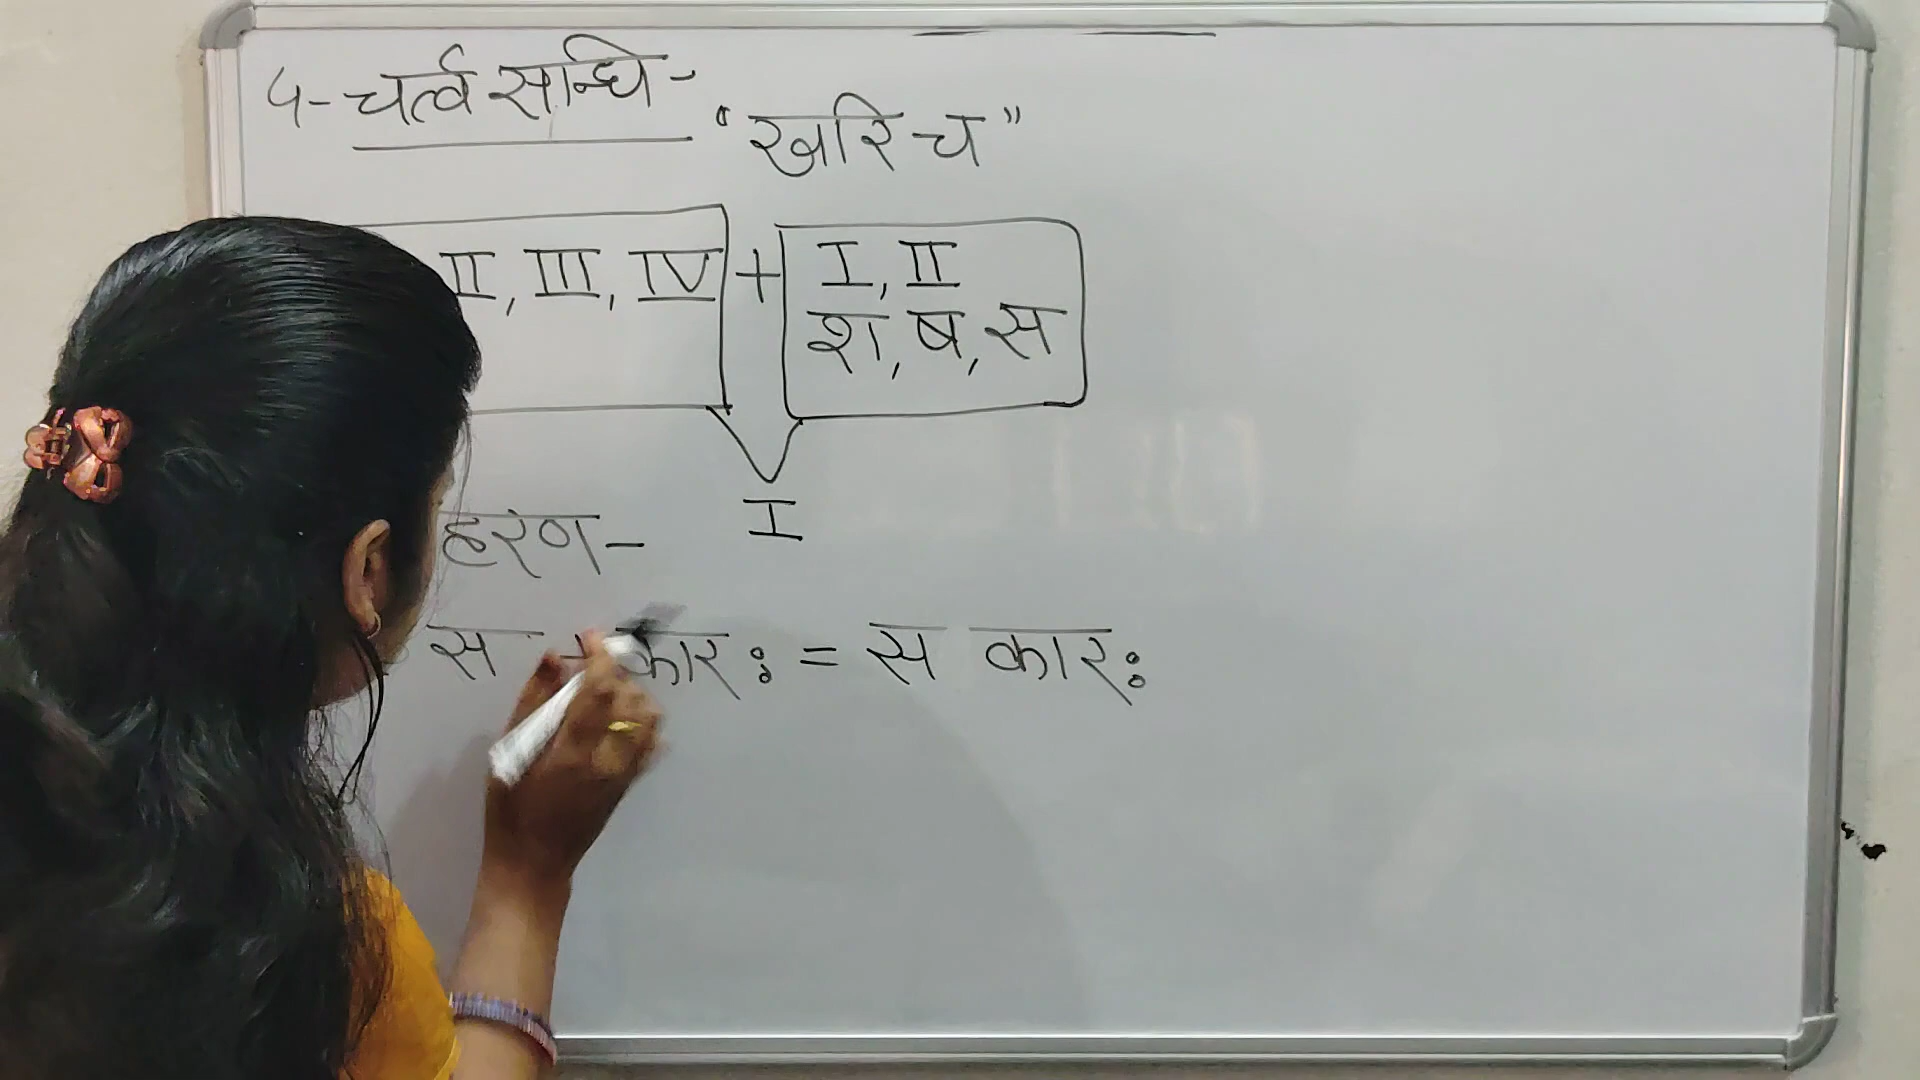 ५- चर्त्व सन्धि-
"खरि च"
II, III, IV + I, II
श, ष, स
I
हरण-
स + कारः = स कारः